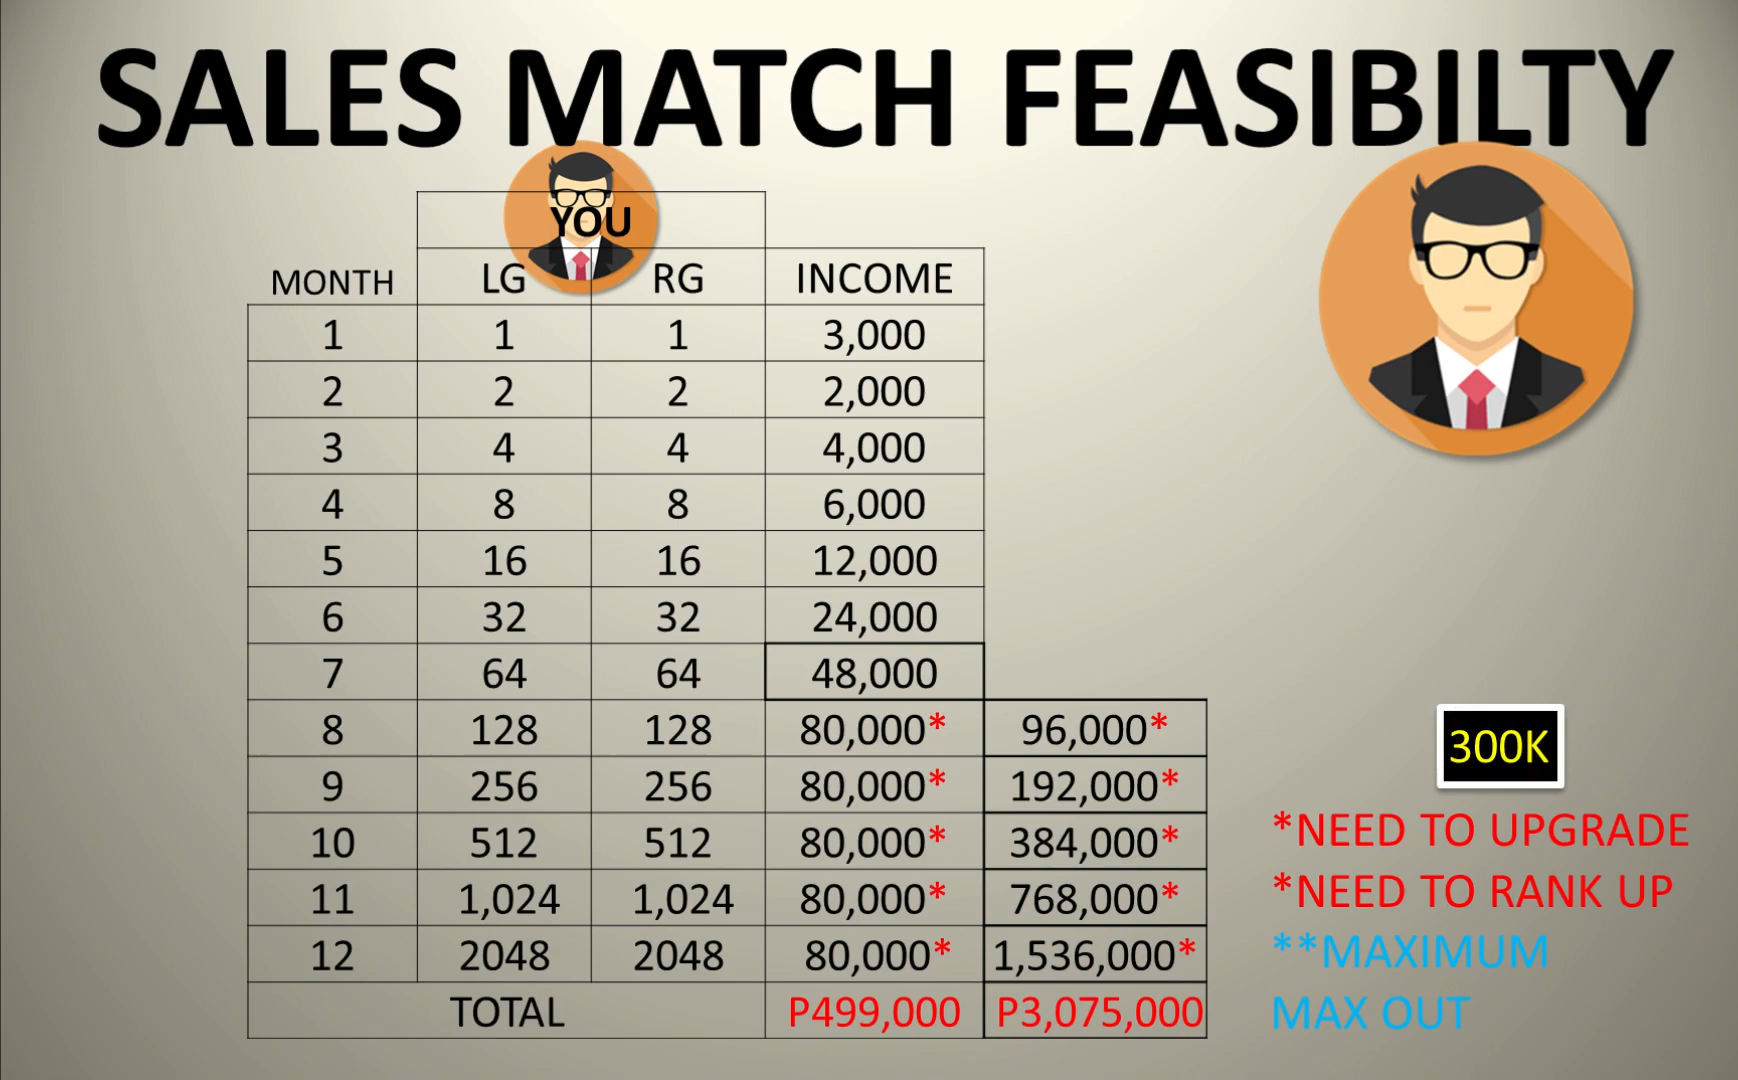 SALES MATCH FEASIBILTY
YOU
MONTH LG RG INCOME
1 1 1 3,000
2 2 2 2,000
3 4 4 4,000
4 8 8 6,000
5 16 16 12,000
6 32 32 24,000
7 64 64 48,000
8 128 128 80,000* 96,000*
9 256 256 80,000* 192,000*
10 512 512 80,000* 384,000*
11 1,024 1,024 80,000* 768,000*
12 2048 2048 80,000* 1,536,000*
TOTAL P499,000 P3,075,000
300K
*NEED TO UPGRADE
*NEED TO RANK UP
**MAXIMUM
MAX OUT